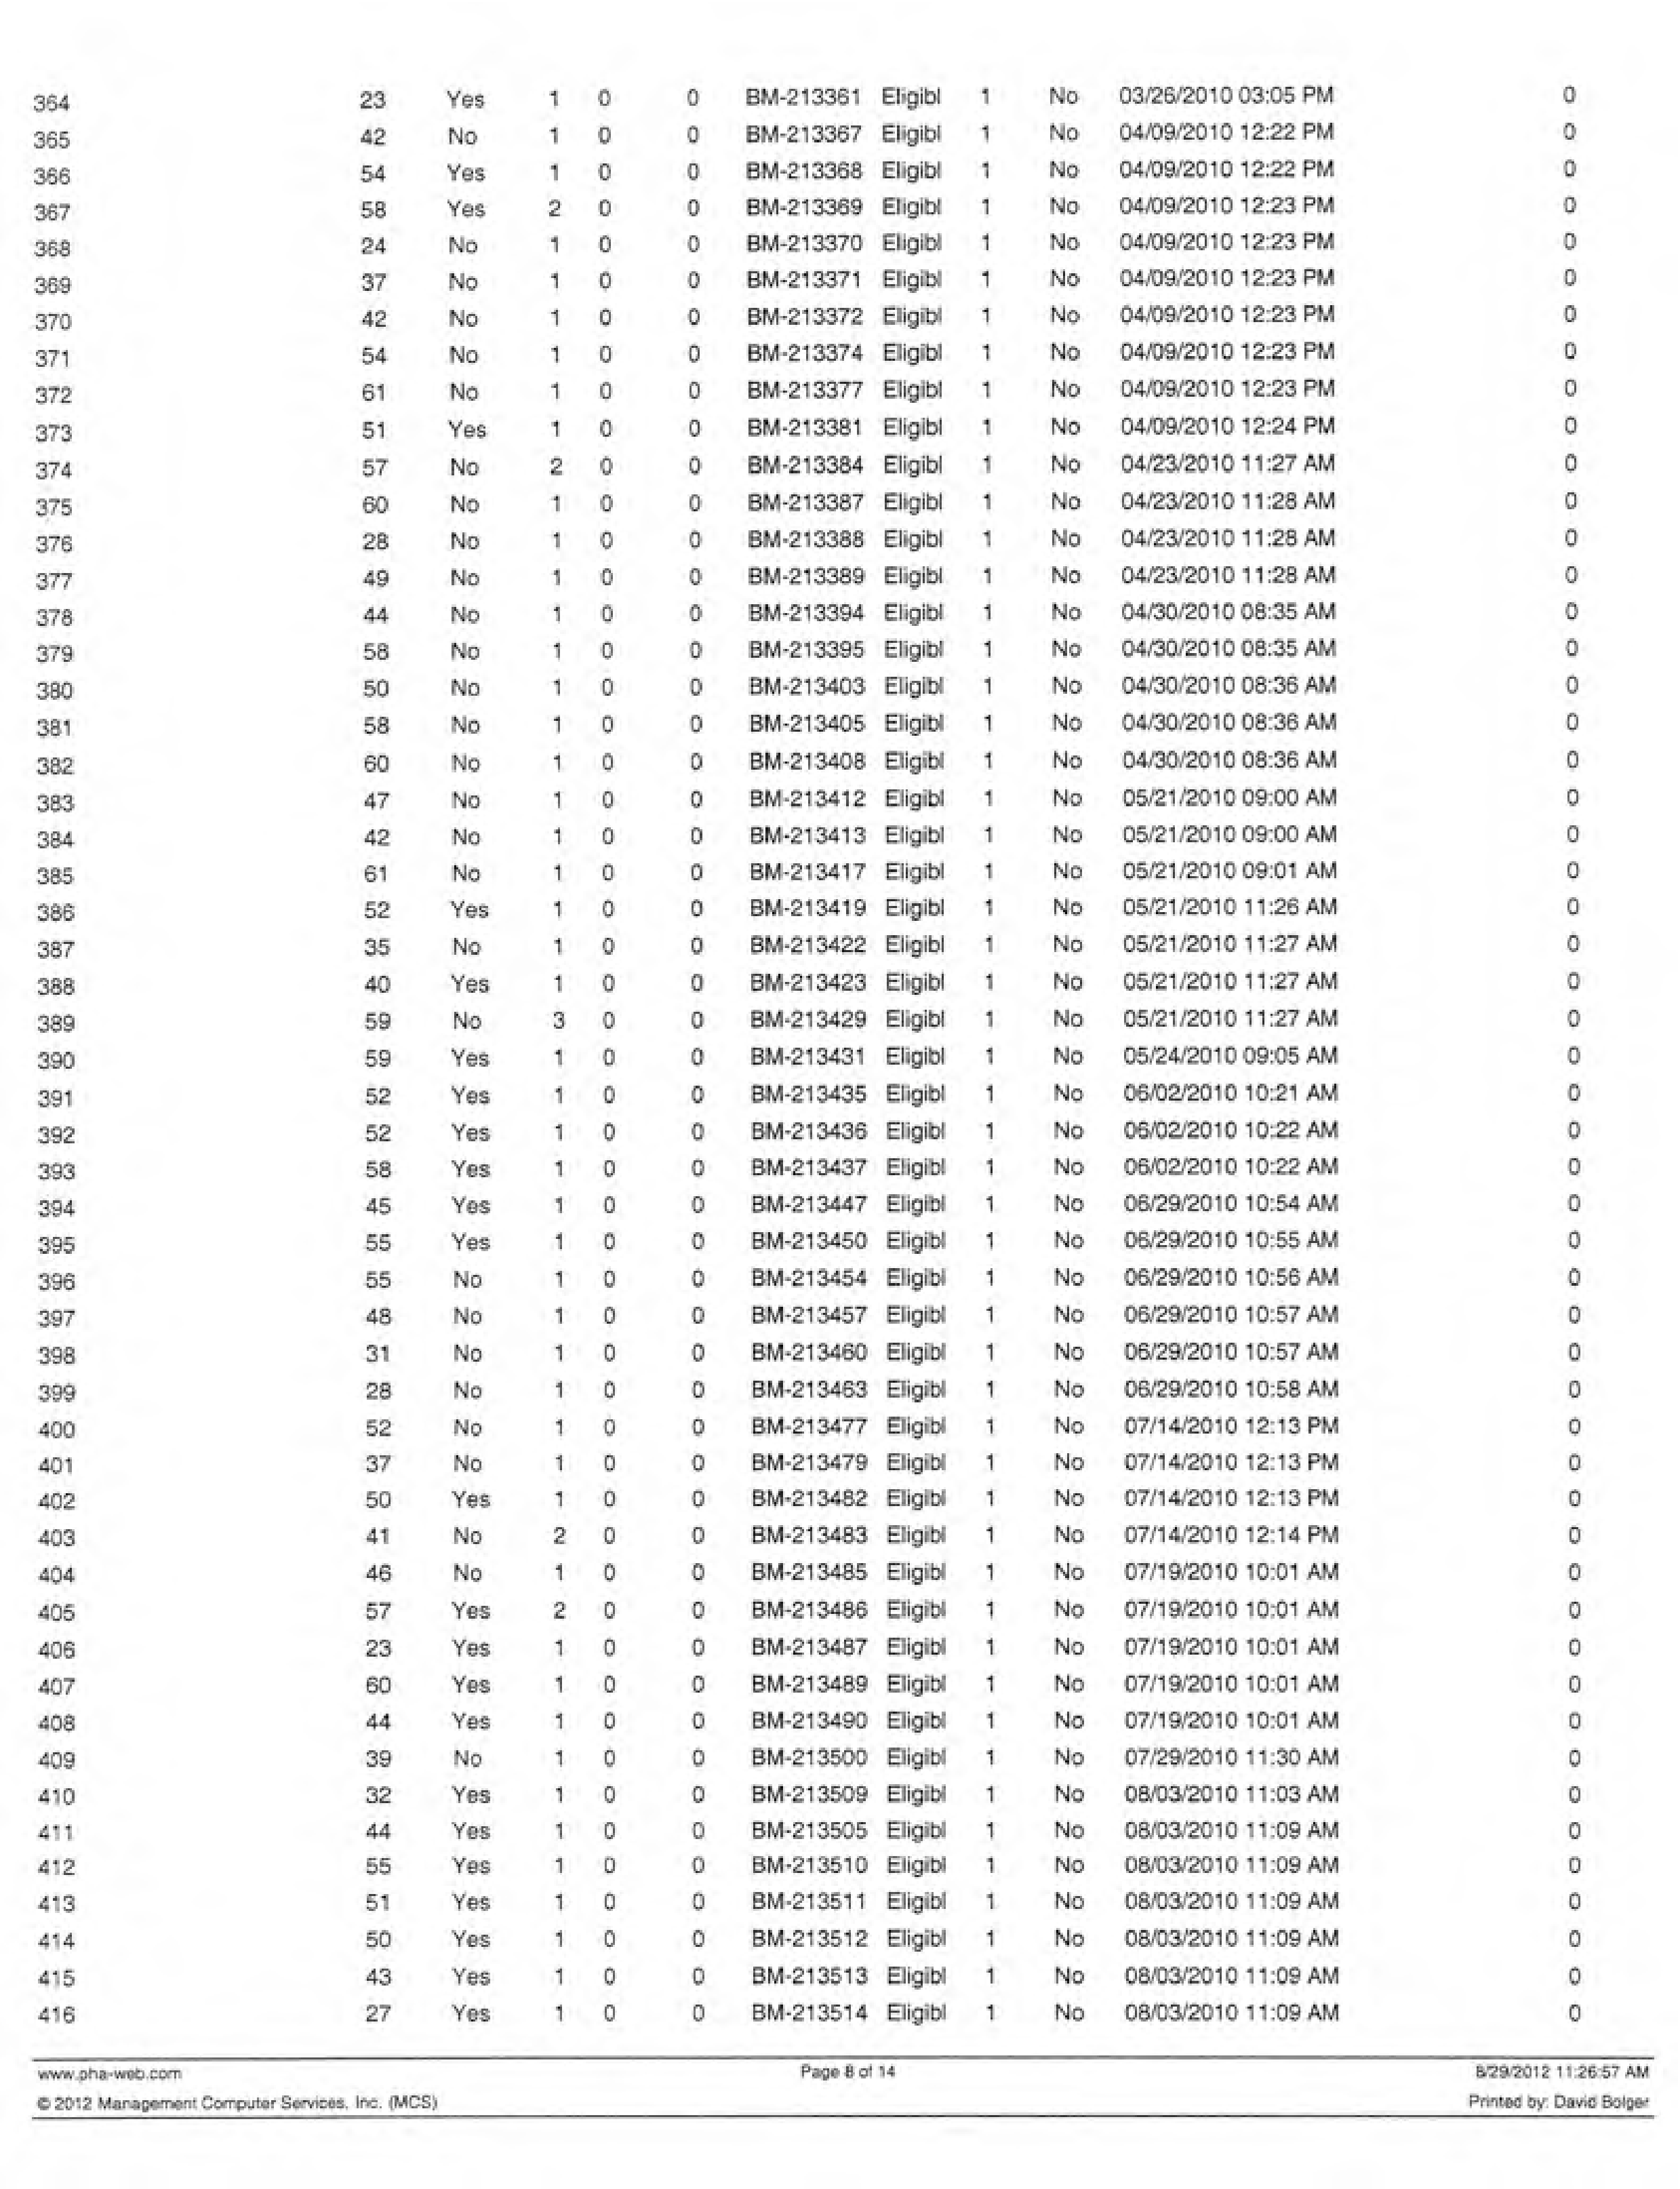 364 23 Yes 1 0 0 BM-213361 Eligibl 1 No 03/26/2010 03:05 PM 0
365 42 No 1 0 0 BM-213367 Eligibl 1 No 04/09/2010 12:22 PM 0
366 54 Yes 1 0 0 BM-213368 Eligibl 1 No 04/09/2010 12:22 PM 0
367 58 Yes 2 0 0 BM-213369 Eligibl 1 No 04/09/2010 12:23 PM 0
368 24 No 1 0 0 BM-213370 Eligibl 1 No 04/09/2010 12:23 PM 0
369 37 No 1 0 0 BM-213371 Eligibl 1 No 04/09/2010 12:23 PM 0
370 42 No 1 0 0 BM-213372 Eligibl 1 No 04/09/2010 12:23 PM 0
371 54 No 1 0 0 BM-213374 Eligibl 1 No 04/09/2010 12:23 PM 0
372 61 No 1 0 0 BM-213377 Eligibl 1 No 04/09/2010 12:23 PM 0
373 51 Yes 1 0 0 BM-213381 Eligibl 1 No 04/09/2010 12:24 PM 0
374 57 No 2 0 0 BM-213384 Eligibl 1 No 04/23/2010 11:27 AM 0
375 60 No 1 0 0 BM-213387 Eligibl 1 No 04/23/2010 11:28 AM 0
376 28 No 1 0 0 BM-213388 Eligibl 1 No 04/23/2010 11:28 AM 0
377 49 No 1 0 0 BM-213389 Eligibl 1 No 04/23/2010 11:28 AM 0
378 44 No 1 0 0 BM-213394 Eligibl 1 No 04/30/2010 08:35 AM 0
379 58 No 1 0 0 BM-213395 Eligibl 1 No 04/30/2010 08:35 AM 0
380 50 No 1 0 0 BM-213403 Eligibl 1 No 04/30/2010 08:36 AM 0
381 58 No 1 0 0 BM-213405 Eligibl 1 No 04/30/2010 08:36 AM 0
382 60 No 1 0 0 BM-213408 Eligibl 1 No 04/30/2010 08:36 AM 0
383 47 No 1 0 0 BM-213412 Eligibl 1 No 05/21/2010 09:00 AM 0
384 42 No 1 0 0 BM-213413 Eligibl 1 No 05/21/2010 09:00 AM 0
385 61 No 1 0 0 BM-213417 Eligibl 1 No 05/21/2010 09:01 AM 0
386 52 Yes 1 0 0 BM-213419 Eligibl 1 No 05/21/2010 11:26 AM 0
387 35 No 1 0 0 BM-213422 Eligibl 1 No 05/21/2010 11:27 AM 0
388 40 Yes 1 0 0 BM-213423 Eligibl 1 No 05/21/2010 11:27 AM 0
389 59 No 3 0 0 BM-213429 Eligibl 1 No 05/21/2010 11:27 AM 0
390 59 Yes 1 0 0 BM-213431 Eligibl 1 No 05/24/2010 09:05 AM 0
391 52 Yes 1 0 0 BM-213435 Eligibl 1 No 06/02/2010 10:21 AM 0
392 52 Yes 1 0 0 BM-213436 Eligibl 1 No 06/02/2010 10:22 AM 0
393 58 Yes 1 0 0 BM-213437 Eligibl 1 No 06/02/2010 10:22 AM 0
394 45 Yes 1 0 0 BM-213447 Eligibl 1 No 06/29/2010 10:54 AM 0
395 55 Yes 1 0 0 BM-213450 Eligibl 1 No 06/29/2010 10:55 AM 0
396 55 No 1 0 0 BM-213454 Eligibl 1 No 06/29/2010 10:56 AM 0
397 48 No 1 0 0 BM-213457 Eligibl 1 No 06/29/2010 10:57 AM 0
398 31 No 1 0 0 BM-213460 Eligibl 1 No 06/29/2010 10:57 AM 0
399 28 No 1 0 0 BM-213463 Eligibl 1 No 06/29/2010 10:58 AM 0
400 52 No 1 0 0 BM-213477 Eligibl 1 No 07/14/2010 12:13 PM 0
401 37 No 1 0 0 BM-213479 Eligibl 1 No 07/14/2010 12:13 PM 0
402 50 Yes 1 0 0 BM-213482 Eligibl 1 No 07/14/2010 12:13 PM 0
403 41 No 2 0 0 BM-213483 Eligibl 1 No 07/14/2010 12:14 PM 0
404 46 No 1 0 0 BM-213485 Eligibl 1 No 07/19/2010 10:01 AM 0
405 57 Yes 2 0 0 BM-213486 Eligibl 1 No 07/19/2010 10:01 AM 0
406 23 Yes 1 0 0 BM-213487 Eligibl 1 No 07/19/2010 10:01 AM 0
407 60 Yes 1 0 0 BM-213489 Eligibl 1 No 07/19/2010 10:01 AM 0
408 44 Yes 1 0 0 BM-213490 Eligibl 1 No 07/19/2010 10:01 AM 0
409 39 No 1 0 0 BM-213500 Eligibl 1 No 07/29/2010 11:30 AM 0
410 32 Yes 1 0 0 BM-213509 Eligibl 1 No 08/03/2010 11:03 AM 0
411 44 Yes 1 0 0 BM-213505 Eligibl 1 No 08/03/2010 11:09 AM 0
412 55 Yes 1 0 0 BM-213510 Eligibl 1 No 08/03/2010 11:09 AM 0
413 51 Yes 1 0 0 BM-213511 Eligibl 1 No 08/03/2010 11:09 AM 0
414 50 Yes 1 0 0 BM-213512 Eligibl 1 No 08/03/2010 11:09 AM 0
415 43 Yes 1 0 0 BM-213513 Eligibl 1 No 08/03/2010 11:09 AM 0
416 27 Yes 1 0 0 BM-213514 Eligibl 1 No 08/03/2010 11:09 AM 0
www.pha-web.com Page 8 of 14 8/29/2012 11:26:57 AM
© 2012 Management Computer Services, Inc. (MCS) Printed by: David Bolger